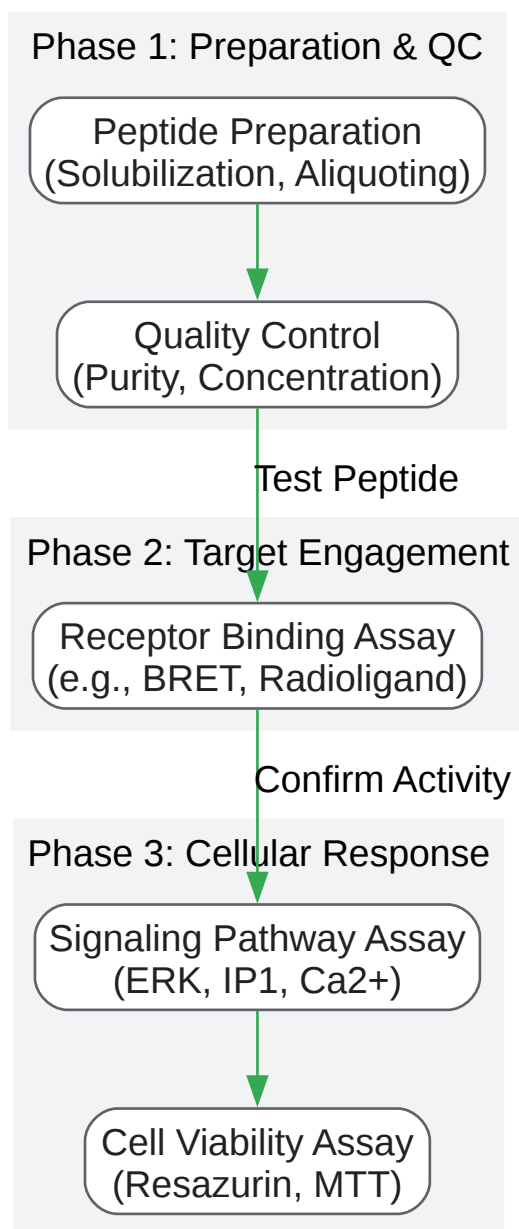 Phase 1: Preparation & QC
Peptide Preparation
(Solubilization, Aliquoting)
Quality Control
(Purity, Concentration)
Test Peptide
Phase 2: Target Engagement
Receptor Binding Assay
(e.g., BRET, Radioligand)
Confirm Activity
Phase 3: Cellular Response
Signaling Pathway Assay
(ERK, IP1, Ca2+)
Cell Viability Assay
(Resazurin, MTT)